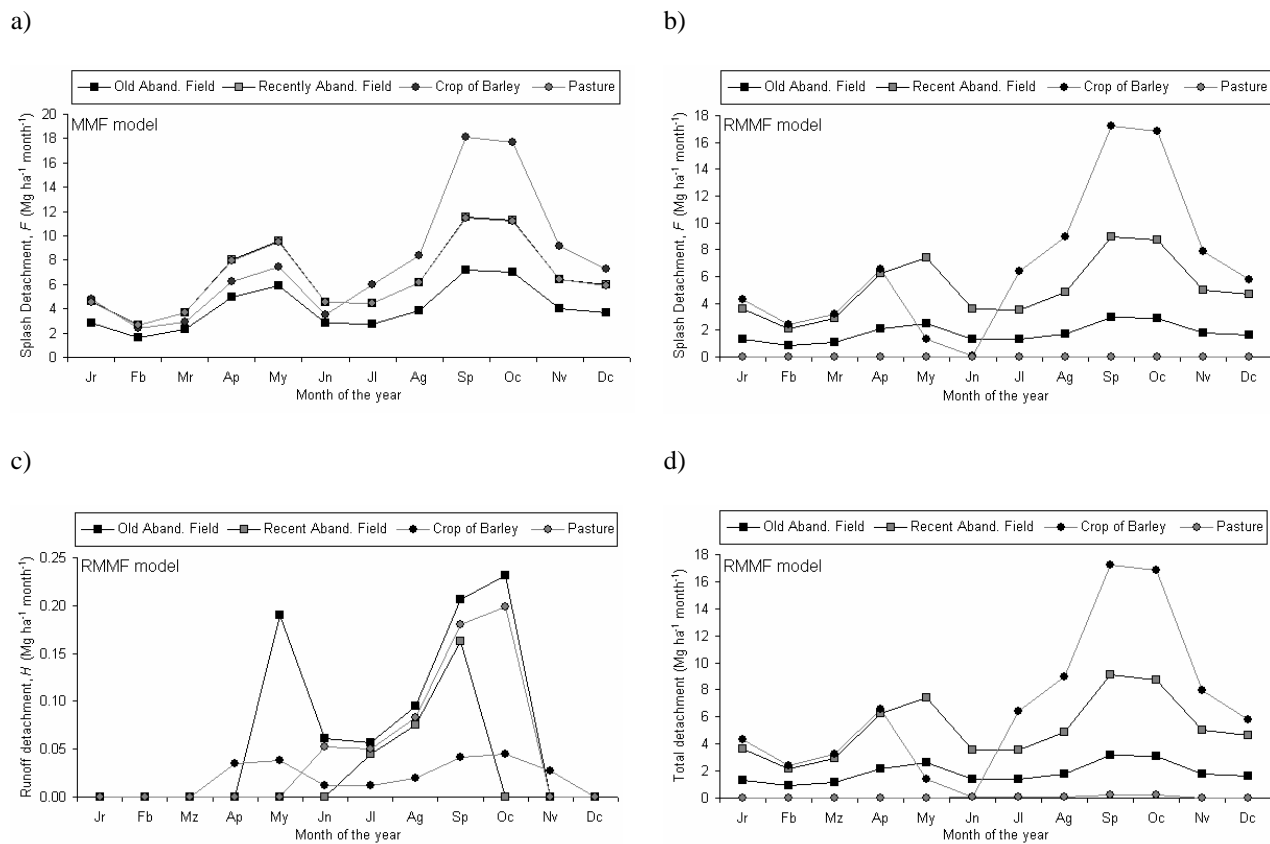 a)
Old Aband. Field Recently Aband. Field Crop of Barley Pasture
MMF model
Splash Detachment, F (Mg ha⁻¹ month⁻¹)
20
18
16
14
12
10
8
6
4
2
0
Jr Fb Mr Ap My Jn Jl Ag Sp Oc Nv Dc
Month of the year
b)
Old Aband. Field Recent Aband. Field Crop of Barley Pasture
RMMF model
Splash Detachment, F (Mg ha⁻¹ month⁻¹)
18
16
14
12
10
8
6
4
2
0
Jr Fb Mr Ap My Jn Jl Ag Sp Oc Nv Dc
Month of the year
c)
Old Aband. Field Recent Aband. Field Crop of Barley Pasture
RMMF model
Runoff detachment, H (Mg ha⁻¹ month⁻¹)
0.25
0.20
0.15
0.10
0.05
0.00
Jr Fb Mz Ap My Jn Jl Ag Sp Oc Nv Dc
Month of the year
d)
Old Aband. Field Recent Aband. Field Crop of Barley Pasture
RMMF model
Total detachment (Mg ha⁻¹ month⁻¹)
18
16
14
12
10
8
6
4
2
0
Jr Fb Mz Ap My Jn Jl Ag Sp Oc Nv Dc
Month of the year